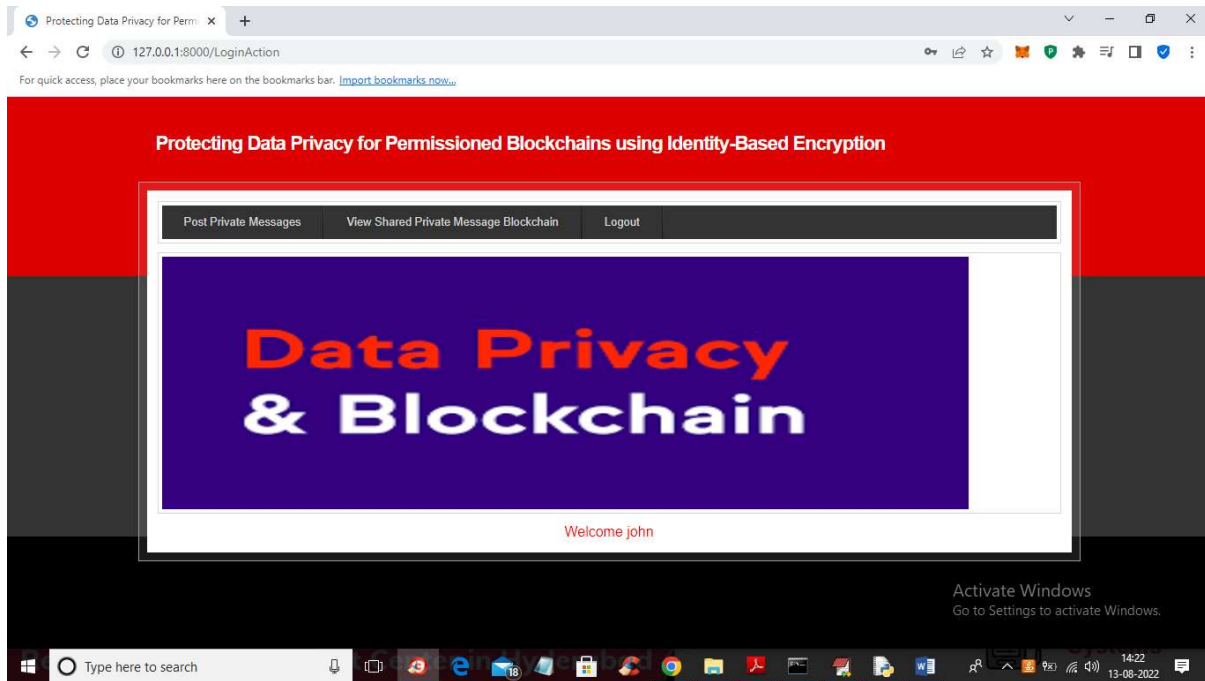 Protecting Data Privacy for Perm
127.0.0.1:8000/LoginAction
For quick access, place your bookmarks here on the bookmarks bar. Import bookmarks now...
Protecting Data Privacy for Permissioned Blockchains using Identity-Based Encryption
Post Private Messages View Shared Private Message Blockchain Logout
Data Privacy
& Blockchain
Welcome john
Activate Windows
Go to Settings to activate Windows.
Type here to search
18
14:22
13-08-2022